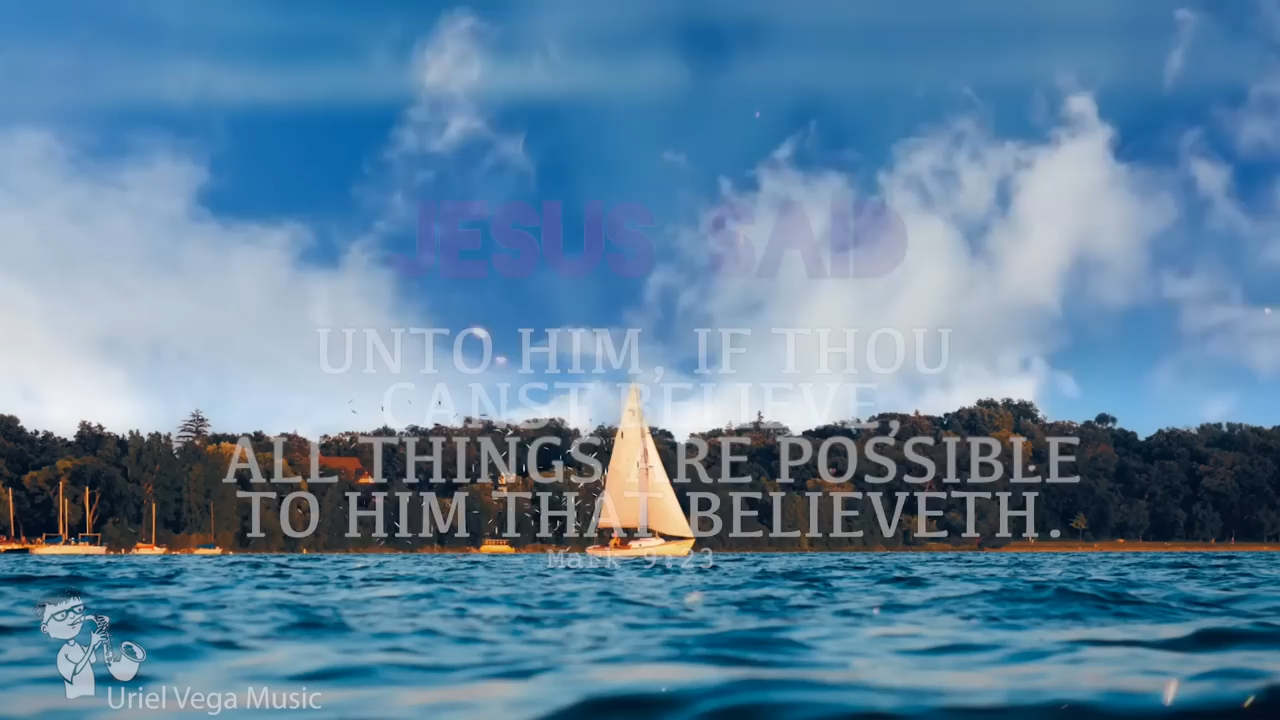 JESUS SAID
UNTO HIM, IF THOU
CANST BELIEVE,
ALL THINGS ARE POSSIBLE
TO HIM THAT BELIEVETH.
Mark 9:23
Uriel Vega Music